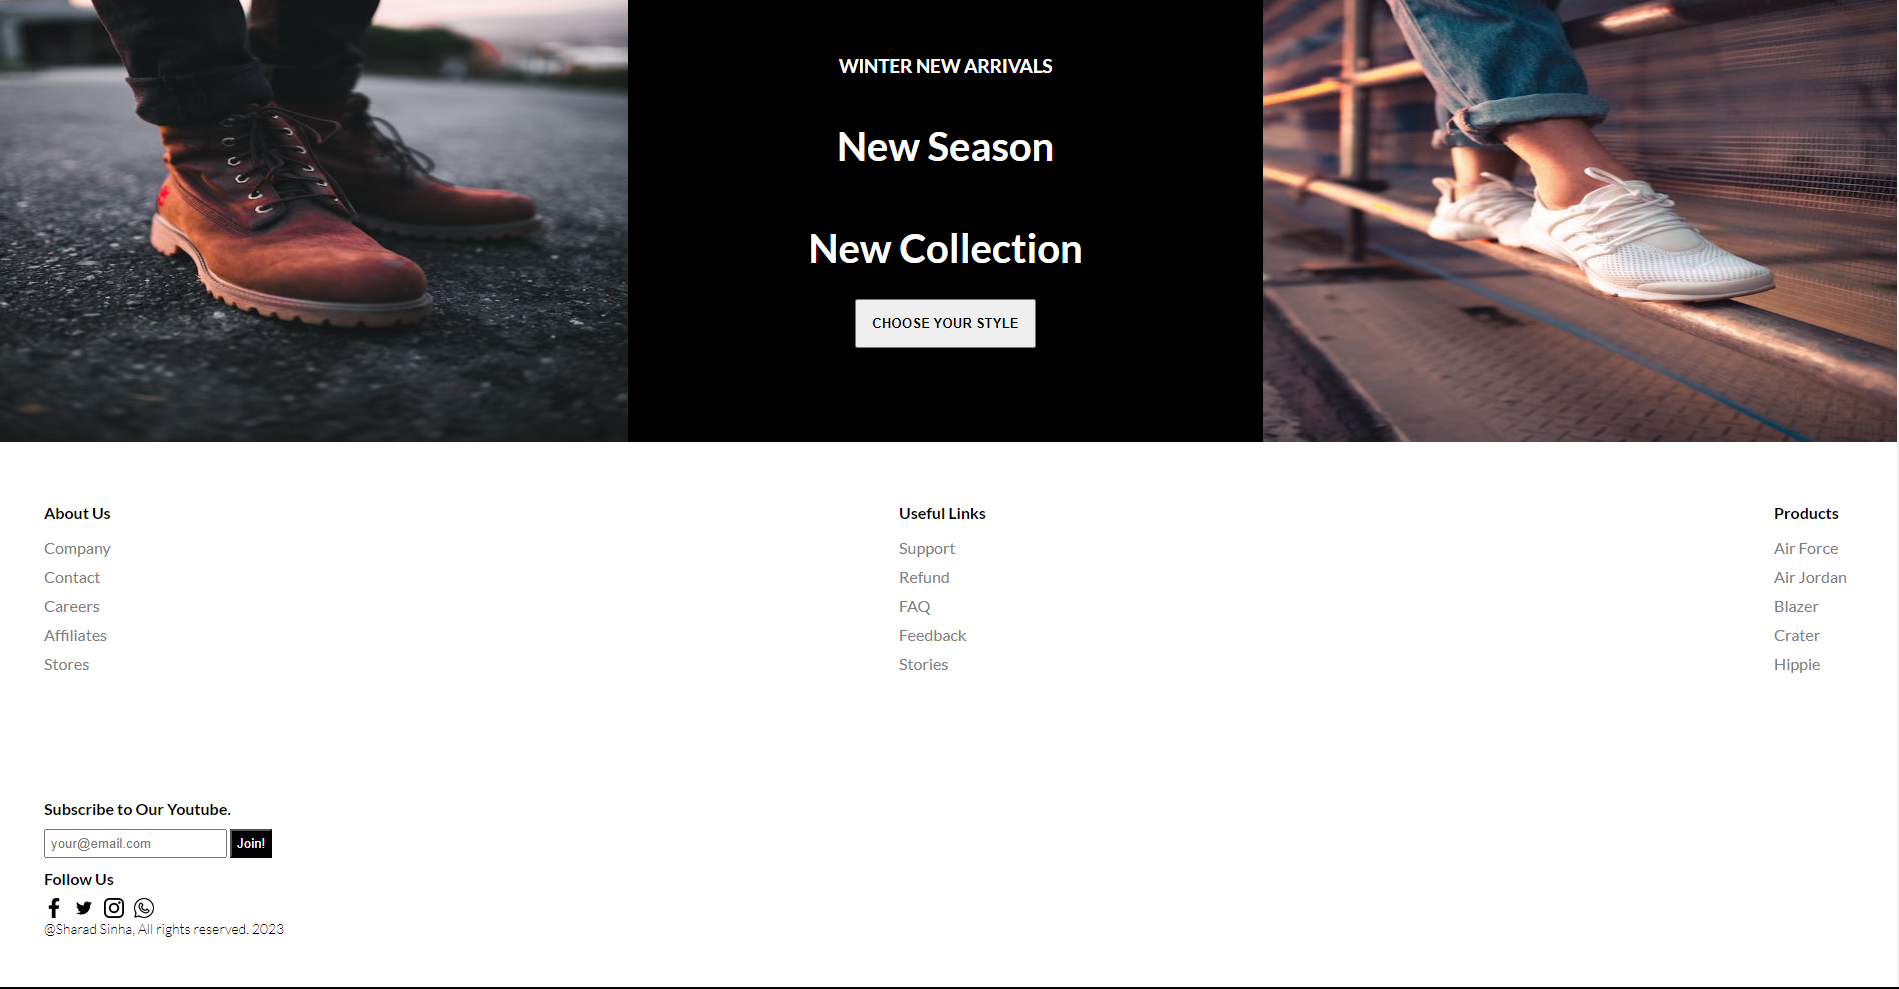 WINTER NEW ARRIVALS
New Season
New Collection
CHOOSE YOUR STYLE
About Us
Company
Contact
Careers
Affiliates
Stores
Useful Links
Support
Refund
FAQ
Feedback
Stories
Products
Air Force
Air Jordan
Blazer
Crater
Hippie
Subscribe to Our Youtube.
your@email.com Join!
Follow Us
@Sharad Sinha, All rights reserved. 2023